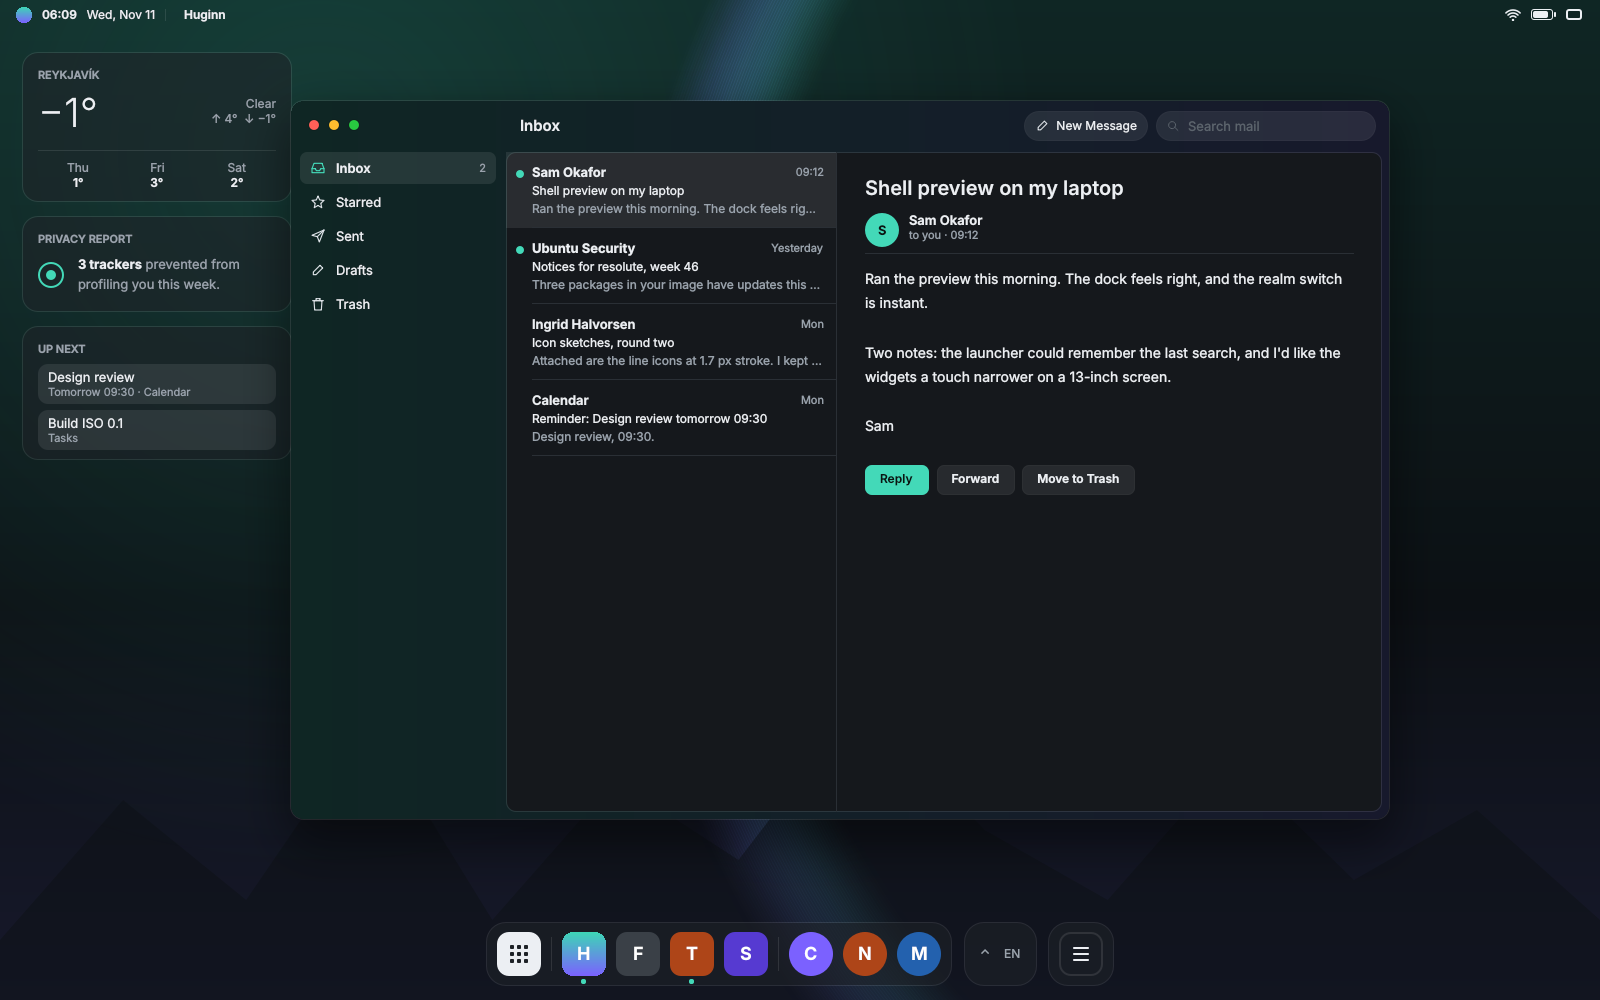 06:09 Wed, Nov 11 Huginn
REYKJAVÍK
−1°
Clear
↑ 4° ↓ −1°
Thu Fri Sat
1° 3° 2°
PRIVACY REPORT
3 trackers prevented from
profiling you this week.
UP NEXT
Design review
Tomorrow 09:30 · Calendar
Build ISO 0.1
Tasks
Inbox
New Message
Search mail
Inbox 2
Starred
Sent
Drafts
Trash
Sam Okafor 09:12
Shell preview on my laptop
Ran the preview this morning. The dock feels rig...
Ubuntu Security Yesterday
Notices for resolute, week 46
Three packages in your image have updates this ...
Ingrid Halvorsen Mon
Icon sketches, round two
Attached are the line icons at 1.7 px stroke. I kept ...
Calendar Mon
Reminder: Design review tomorrow 09:30
Design review, 09:30.
Shell preview on my laptop
S
Sam Okafor
to you · 09:12
Ran the preview this morning. The dock feels right, and the realm switch
is instant.
Two notes: the launcher could remember the last search, and I'd like the
widgets a touch narrower on a 13-inch screen.
Sam
Reply Forward Move to Trash
H F T S C N M EN